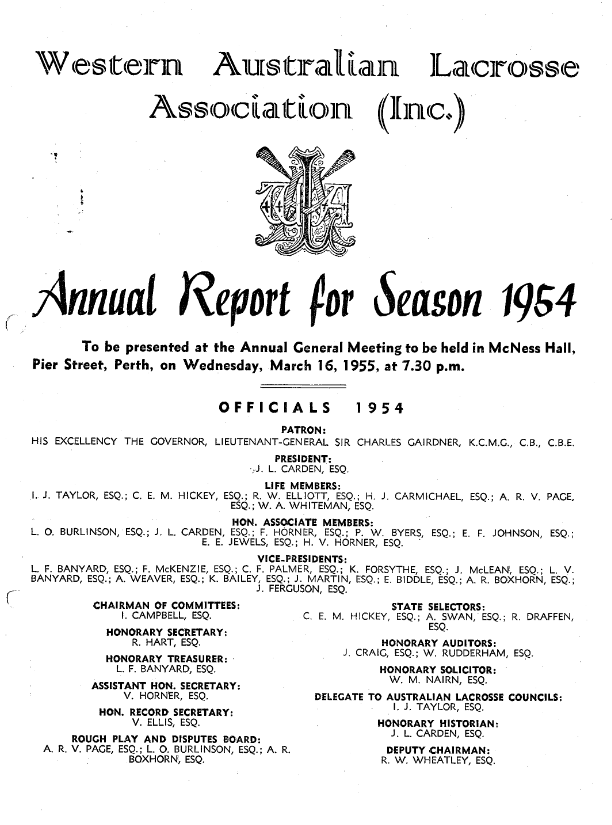 Western Australian Lacrosse
Association (Inc.)
WALA
Annual Report for Season 1954
To be presented at the Annual General Meeting to be held in McNess Hall,
Pier Street, Perth, on Wednesday, March 16, 1955, at 7.30 p.m.
OFFICIALS 1954
PATRON:
HIS EXCELLENCY THE GOVERNOR, LIEUTENANT-GENERAL SIR CHARLES GAIRDNER, K.C.M.G., C.B., C.B.E.
PRESIDENT:
J. L. CARDEN, ESQ.
LIFE MEMBERS:
I. J. TAYLOR, ESQ.; C. E. M. HICKEY, ESQ.; R. W. ELLIOTT, ESQ.; H. J. CARMICHAEL, ESQ.; A. R. V. PAGE,
ESQ.; W. A. WHITEMAN, ESQ.
HON. ASSOCIATE MEMBERS:
L. O. BURLINSON, ESQ.; J. L. CARDEN, ESQ.; F. HORNER, ESQ.; P. W. BYERS, ESQ.; E. F. JOHNSON, ESQ.;
E. E. JEWELS, ESQ.; H. V. HORNER, ESQ.
VICE-PRESIDENTS:
L. F. BANYARD, ESQ.; F. McKENZIE, ESQ.; C. F. PALMER, ESQ.; K. FORSYTHE, ESQ.; J. McLEAN, ESQ.; L. V.
BANYARD, ESQ.; A. WEAVER, ESQ.; K. BAILEY, ESQ.; J. MARTIN, ESQ.; E. BIDDLE, ESQ.; A. R. BOXHORN, ESQ.;
J. FERGUSON, ESQ.
CHAIRMAN OF COMMITTEES:
I. CAMPBELL, ESQ.
HONORARY SECRETARY:
R. HART, ESQ.
HONORARY TREASURER:
L. F. BANYARD, ESQ.
ASSISTANT HON. SECRETARY:
V. HORNER, ESQ.
HON. RECORD SECRETARY:
V. ELLIS, ESQ.
ROUGH PLAY AND DISPUTES BOARD:
A. R. V. PAGE, ESQ.; L. O. BURLINSON, ESQ.; A. R.
BOXHORN, ESQ.
STATE SELECTORS:
C. E. M. HICKEY, ESQ.; A. SWAN, ESQ.; R. DRAFFEN,
ESQ.
HONORARY AUDITORS:
J. CRAIG, ESQ.; W. RUDDERHAM, ESQ.
HONORARY SOLICITOR:
W. M. NAIRN, ESQ.
DELEGATE TO AUSTRALIAN LACROSSE COUNCILS:
I. J. TAYLOR, ESQ.
HONORARY HISTORIAN:
J. L. CARDEN, ESQ.
DEPUTY CHAIRMAN:
R. W. WHEATLEY, ESQ.